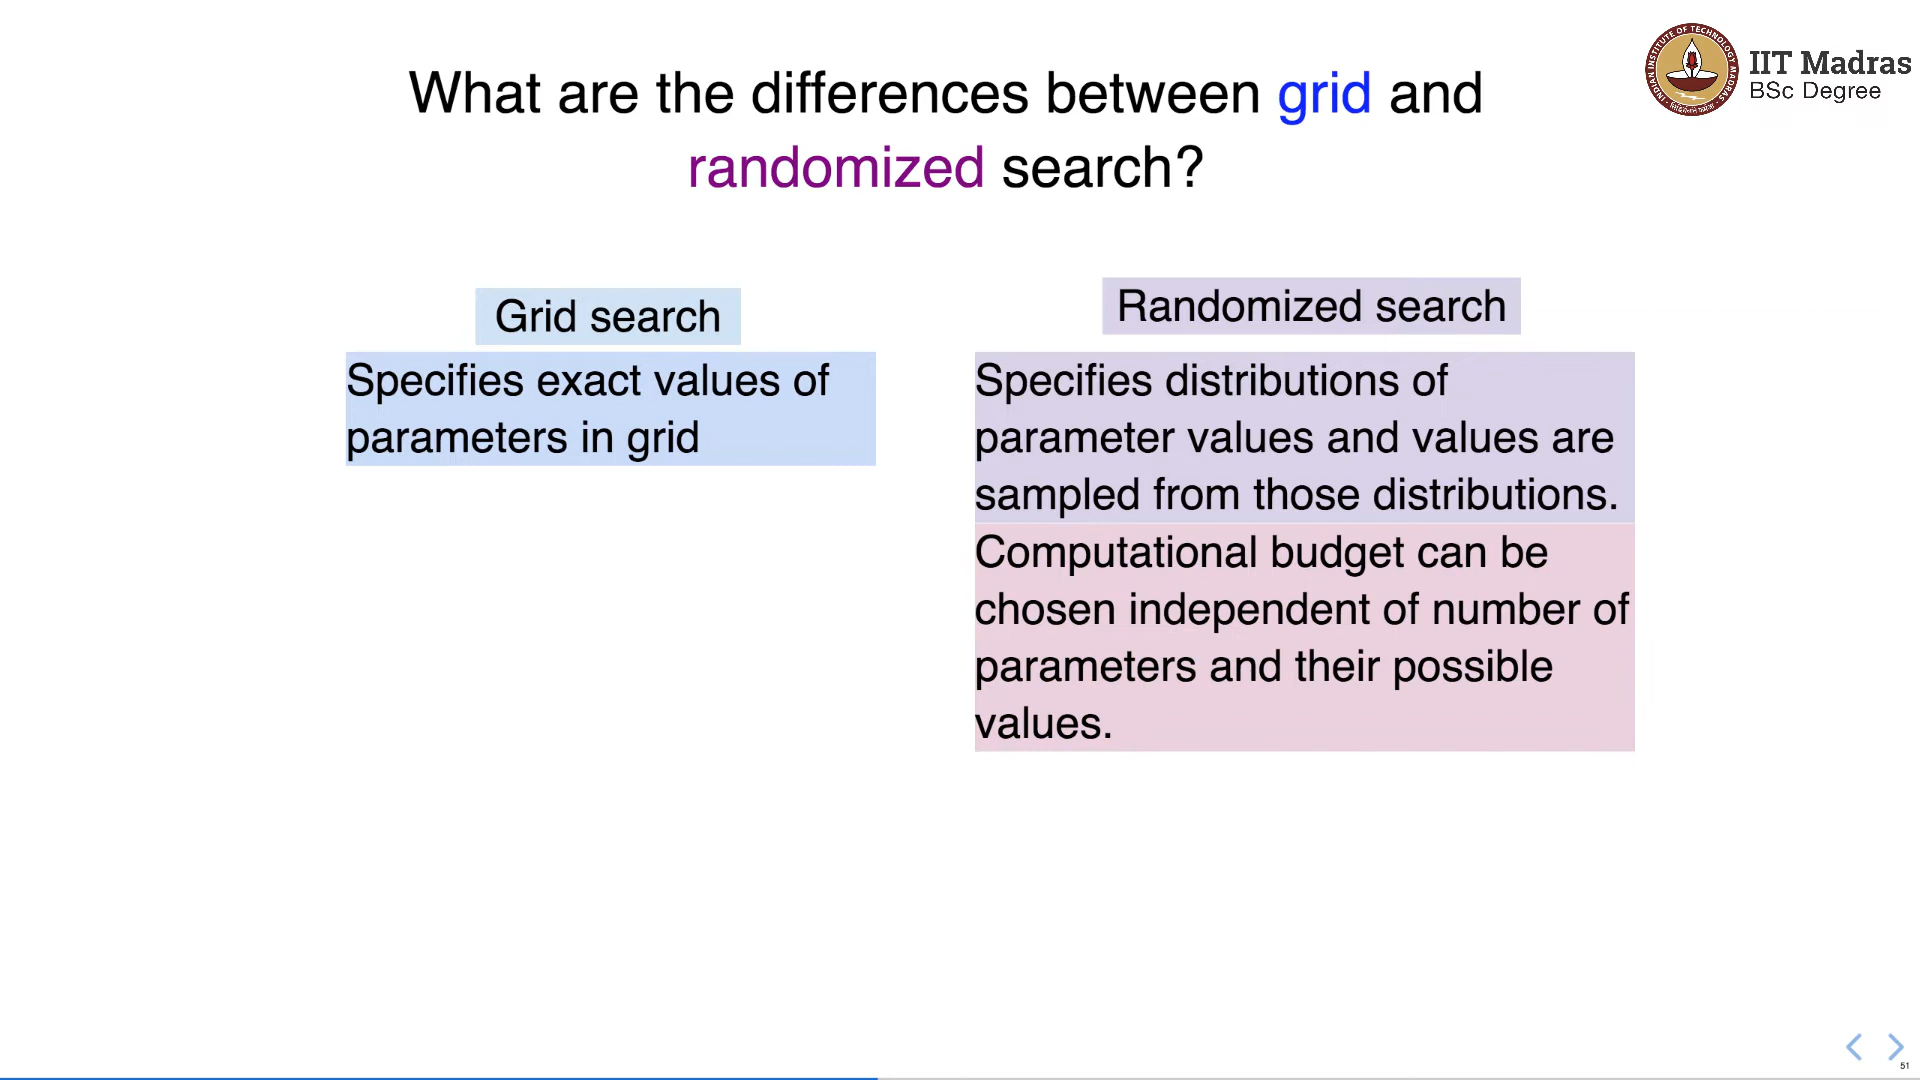 What are the differences between grid and
randomized search?
IIT Madras
BSc Degree
Grid search
Specifies exact values of
parameters in grid
Randomized search
Specifies distributions of
parameter values and values are
sampled from those distributions.
Computational budget can be
chosen independent of number of
parameters and their possible
values.
51